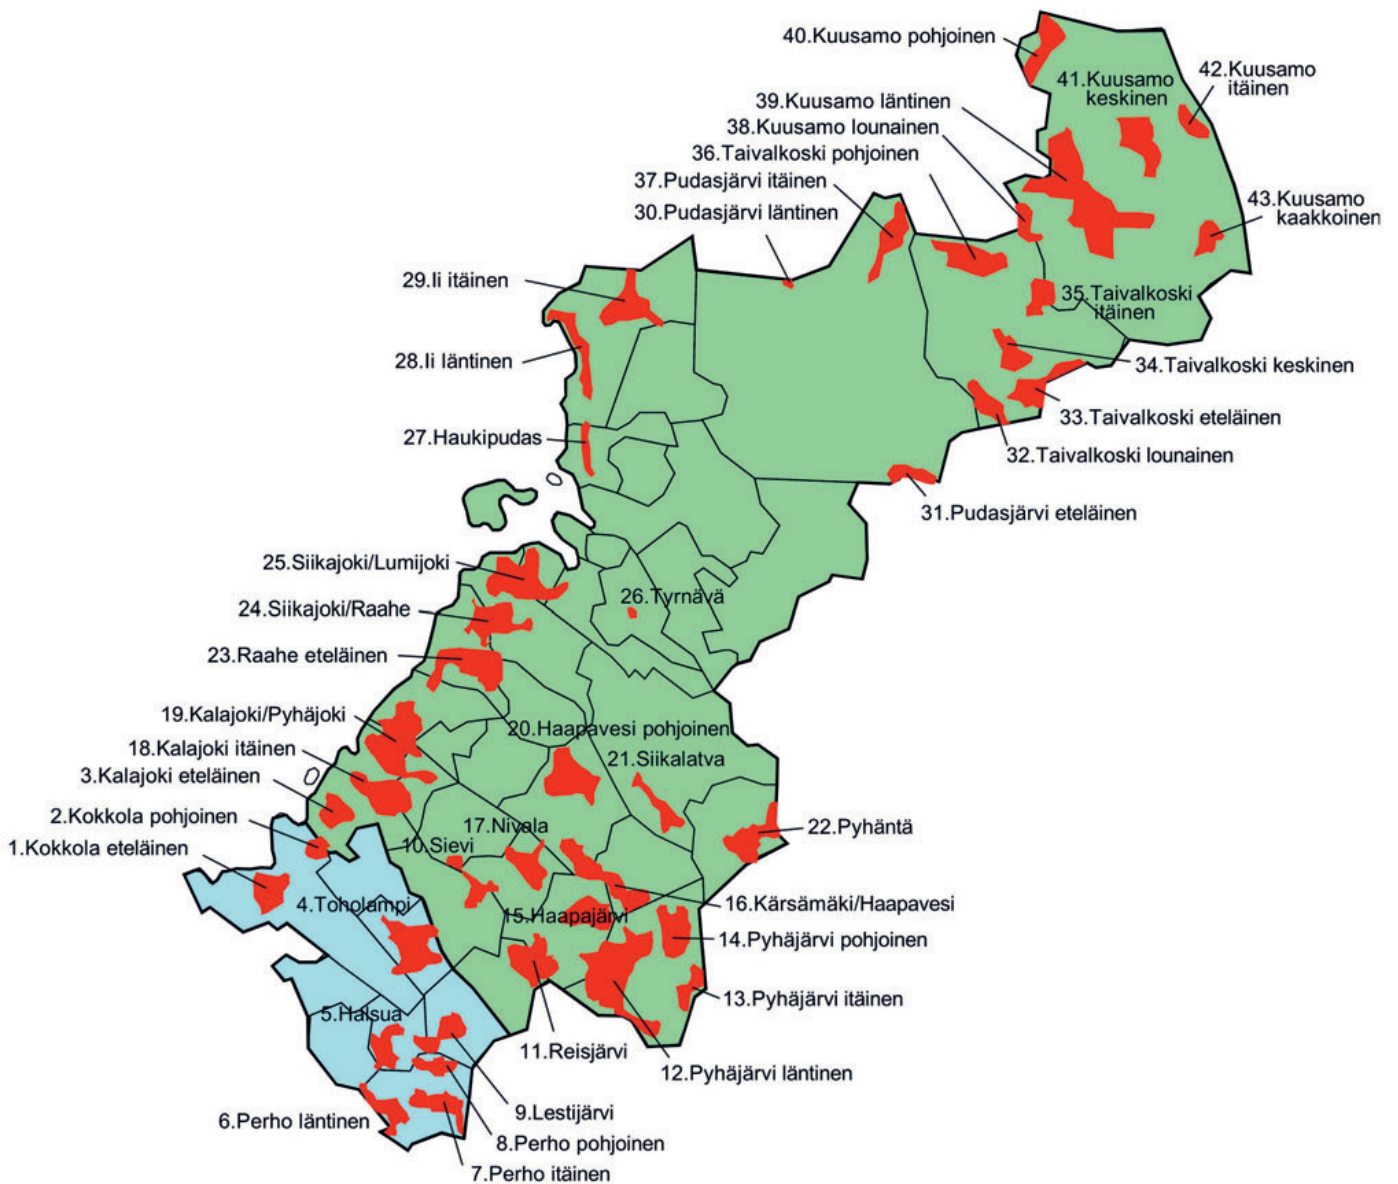 40.Kuusamo pohjoinen
41.Kuusamo
keskinen
42.Kuusamo
itäinen
39.Kuusamo läntinen
38.Kuusamo lounainen
36.Taivalkoski pohjoinen
37.Pudasjärvi itäinen
30.Pudasjärvi läntinen
43.Kuusamo
kaakkoinen
29.Ii itäinen
35.Taivalkoski
itäinen
28.Ii läntinen
34.Taivalkoski keskinen
33.Taivalkoski eteläinen
27.Haukipudas
32.Taivalkoski lounainen
31.Pudasjärvi eteläinen
25.Siikajoki/Lumijoki
26.Tyrnävä
24.Siikajoki/Raahe
23.Raahe eteläinen
19.Kalajoki/Pyhäjoki
20.Haapavesi pohjoinen
18.Kalajoki itäinen
21.Siikalatva
3.Kalajoki eteläinen
2.Kokkola pohjoinen
17.Nivala
22.Pyhäntä
1.Kokkola eteläinen
10.Sievi
4.Toholampi
16.Kärsämäki/Haapavesi
15.Haapajärvi
14.Pyhäjärvi pohjoinen
13.Pyhäjärvi itäinen
5.Halsua
11.Reisjärvi
12.Pyhäjärvi läntinen
9.Lestijärvi
6.Perho läntinen
8.Perho pohjoinen
7.Perho itäinen